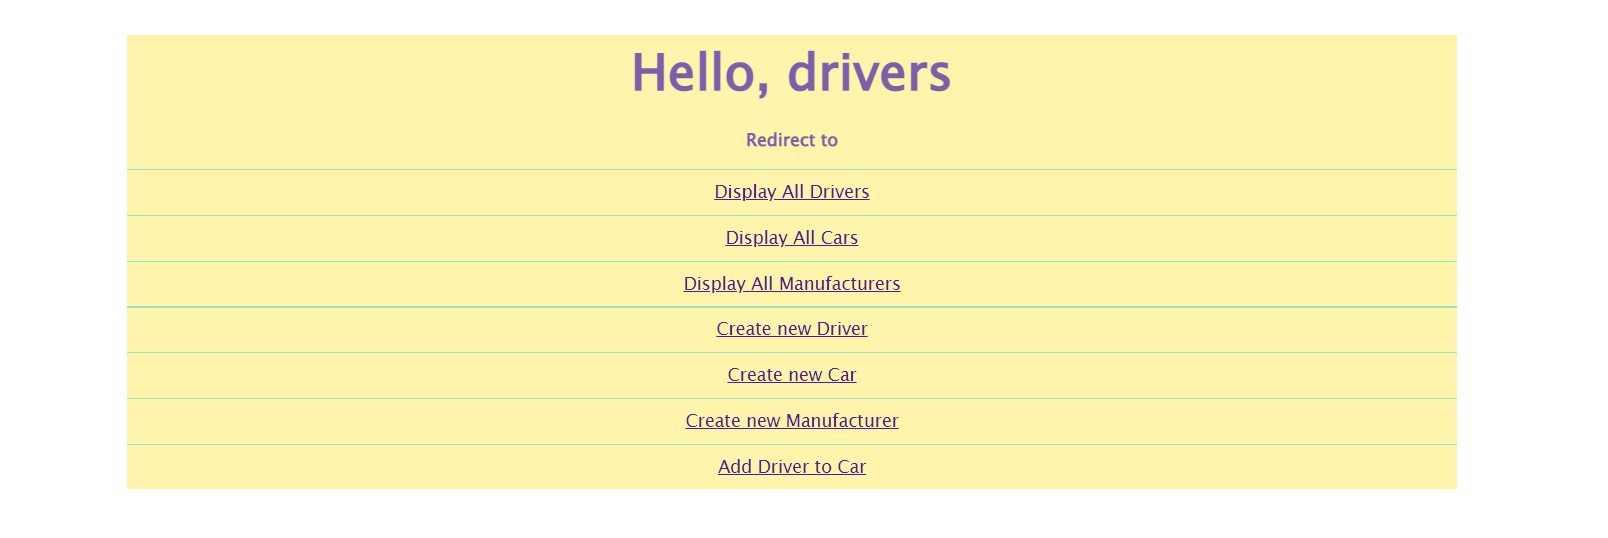 Hello, drivers
Redirect to
Display All Drivers
Display All Cars
Display All Manufacturers
Create new Driver
Create new Car
Create new Manufacturer
Add Driver to Car